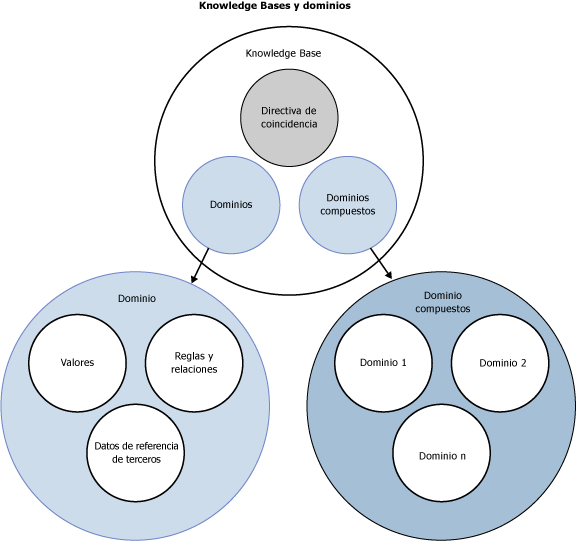 Knowledge Bases y dominios
Knowledge Base
Directiva de
coincidencia
Dominios
Dominios
compuestos
Dominio
Valores
Reglas y
relaciones
Datos de referencia
de terceros
Dominio
compuestos
Dominio 1
Dominio 2
Dominio n